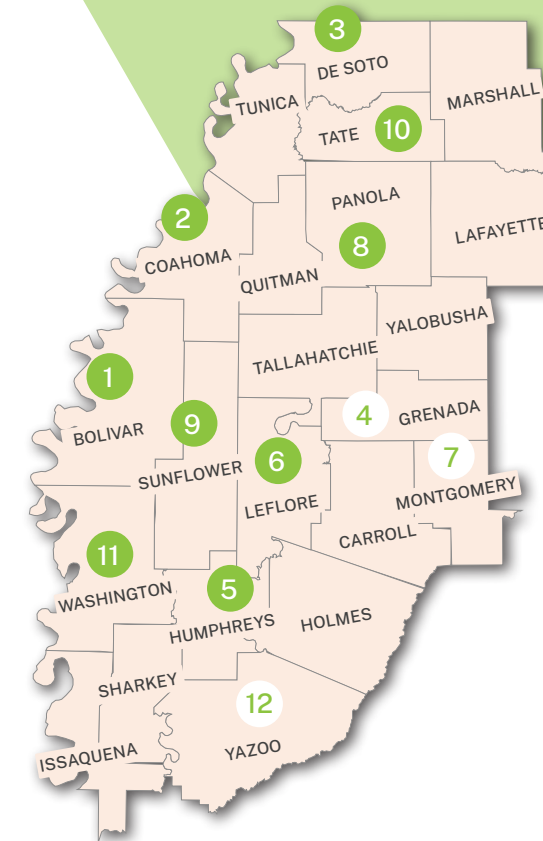 3
DE SOTO
MARSHALL
TUNICA
TATE 10
PANOLA
2
LAFAYETTE
8
COAHOMA
QUITMAN
YALOBUSHA
TALLAHATCHIE
1
4 GRENADA
9
BOLIVAR
7
6
SUNFLOWER
MONTGOMERY
LEFLORE
CARROLL
11
5
WASHINGTON
HUMPHREYS
HOLMES
SHARKEY
12
YAZOO
ISSAQUENA